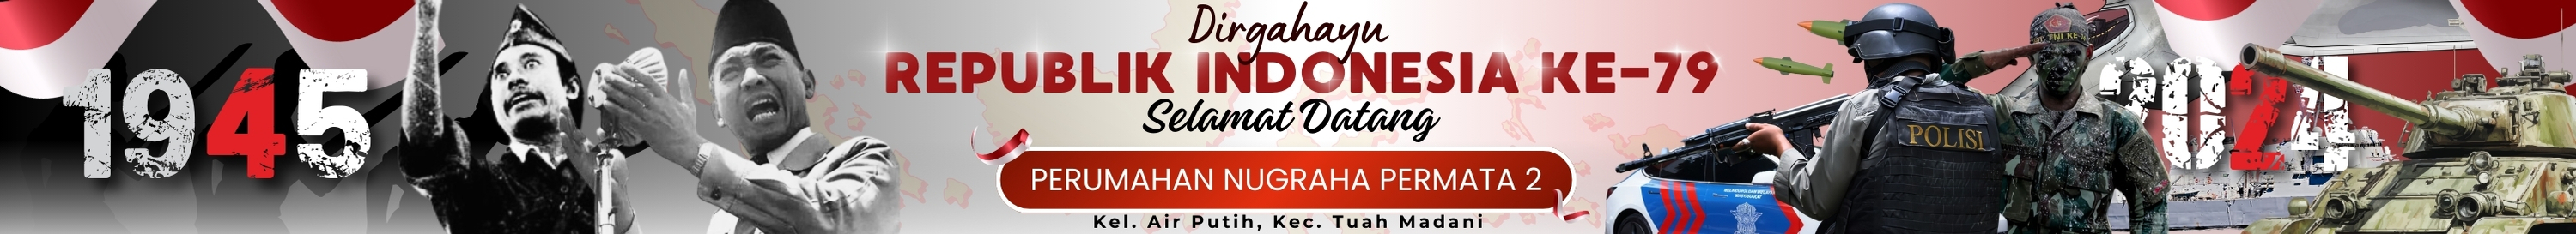 1945
Dirgahayu
REPUBLIK INDONESIA KE-79
Selamat Datang
PERUMAHAN NUGRAHA PERMATA 2
Kel. Air Putih, Kec. Tuah Madani
POLISI
2024